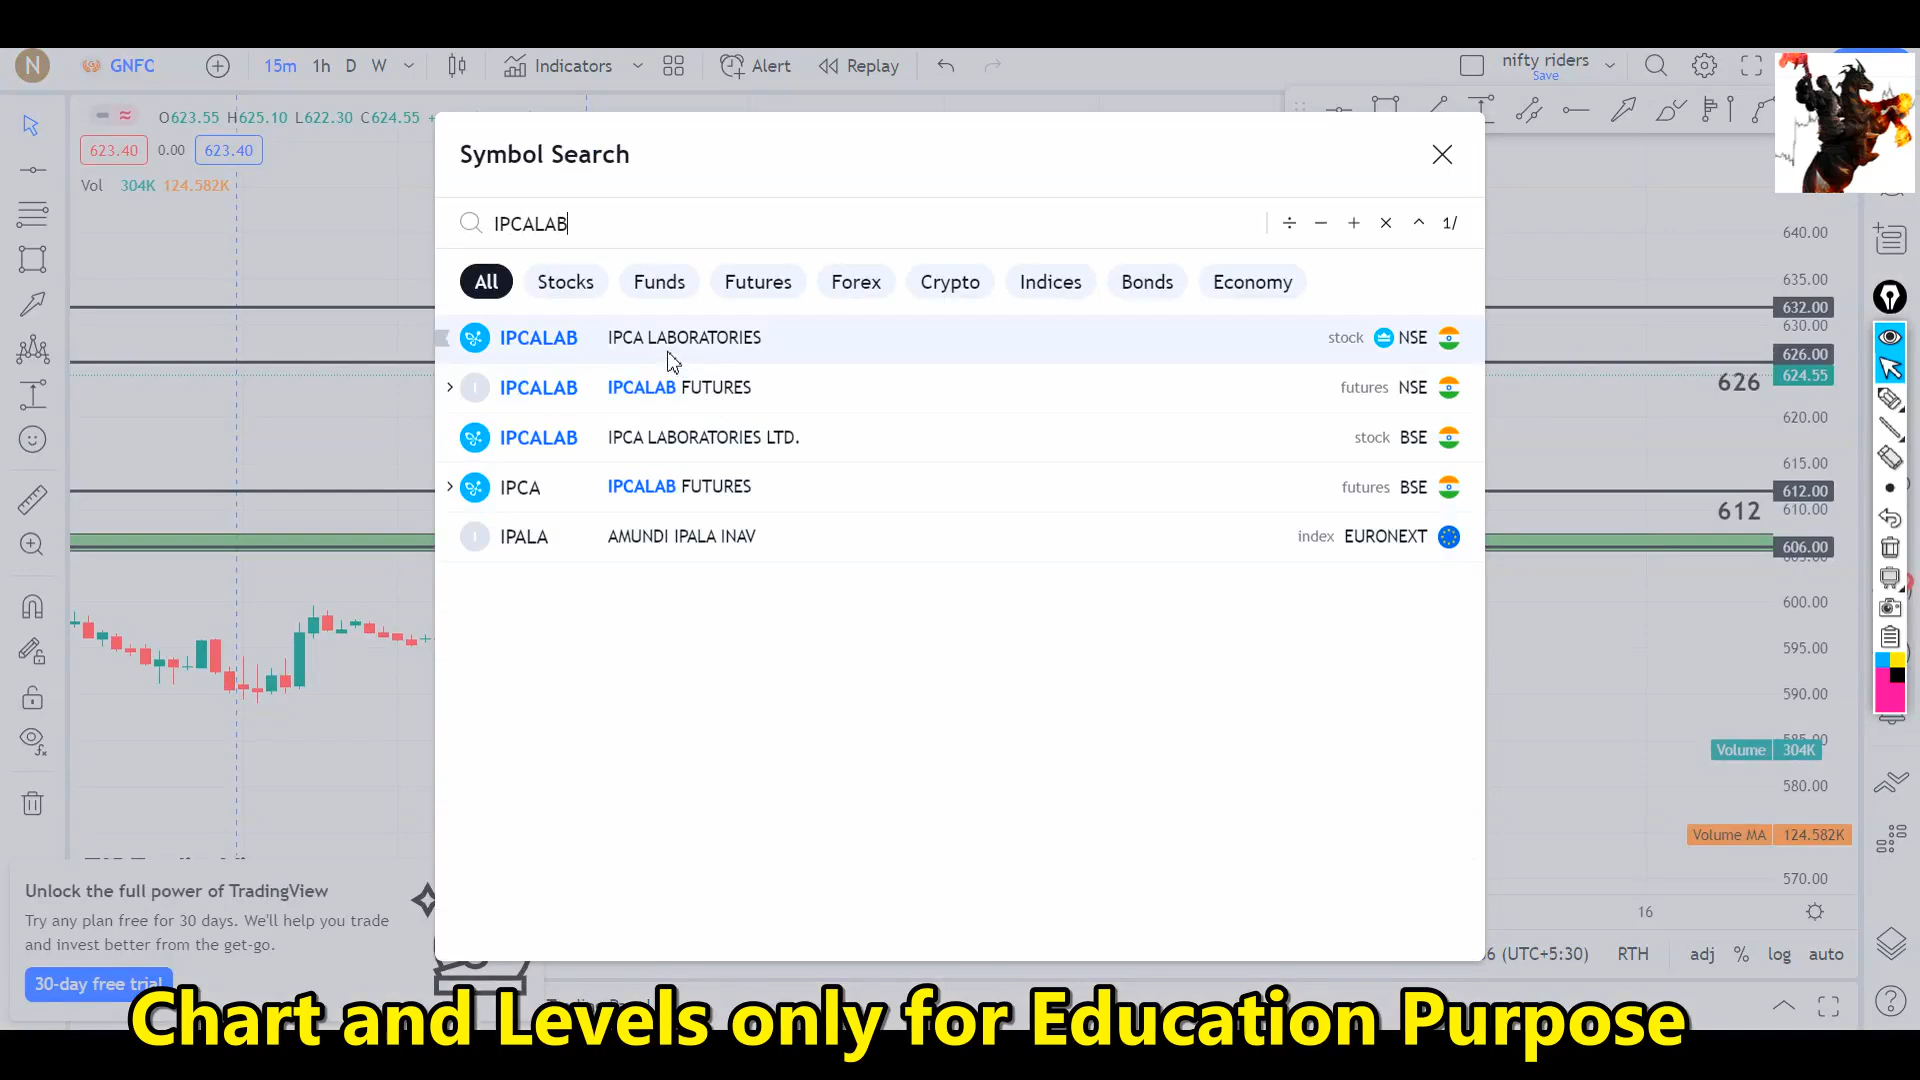 N GNFC 15m 1h D W Indicators Alert Replay nifty riders
Save
O623.55 H625.10 L622.30 C624.55
623.40 0.00 623.40
Vol 304K 124.582K
Symbol Search
IPCALAB ÷ − + × ^ 1/
All Stocks Funds Futures Forex Crypto Indices Bonds Economy
IPCALAB IPCA LABORATORIES stock NSE
IPCALAB IPCALAB FUTURES futures NSE
IPCALAB IPCA LABORATORIES LTD. stock BSE
IPCA IPCALAB FUTURES futures BSE
IPALA AMUNDI IPALA INAV index EURONEXT
640.00
635.00
632.00
630.00
626.00
624.55
626
620.00
615.00
612.00
612
610.00
606.00
600.00
595.00
590.00
585.00
Volume 304K
580.00
Volume MA 124.582K
570.00
16
Unlock the full power of TradingView
Try any plan free for 30 days. We'll help you trade
and invest better from the get-go.
30-day free trial
6 (UTC+5:30) RTH adj % log auto
Chart and Levels only for Education Purpose